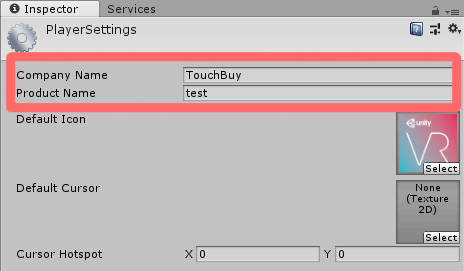 Inspector Services
PlayerSettings
Company Name TouchBuy
Product Name test
Default Icon
unity
VR
Select
Default Cursor
None
(Texture
2D)
Select
Cursor Hotspot X 0 Y 0